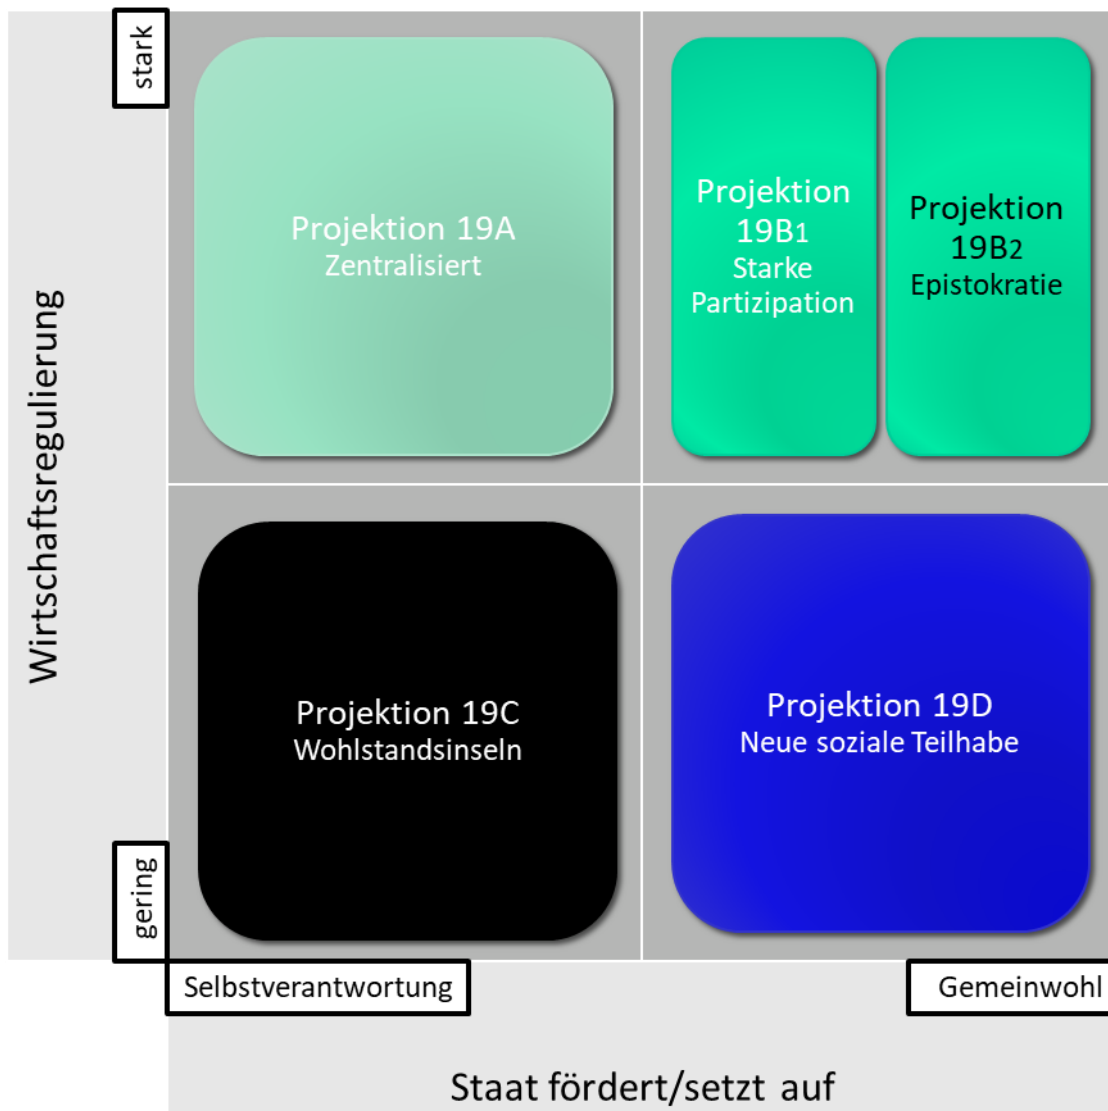 stark
Wirtschaftsregulierung
gering
Projektion 19A
Zentralisiert
Projektion
19B1
Starke
Partizipation
Projektion
19B2
Epistokratie
Projektion 19C
Wohlstandsinseln
Projektion 19D
Neue soziale Teilhabe
Selbstverantwortung
Gemeinwohl
Staat fördert/setzt auf